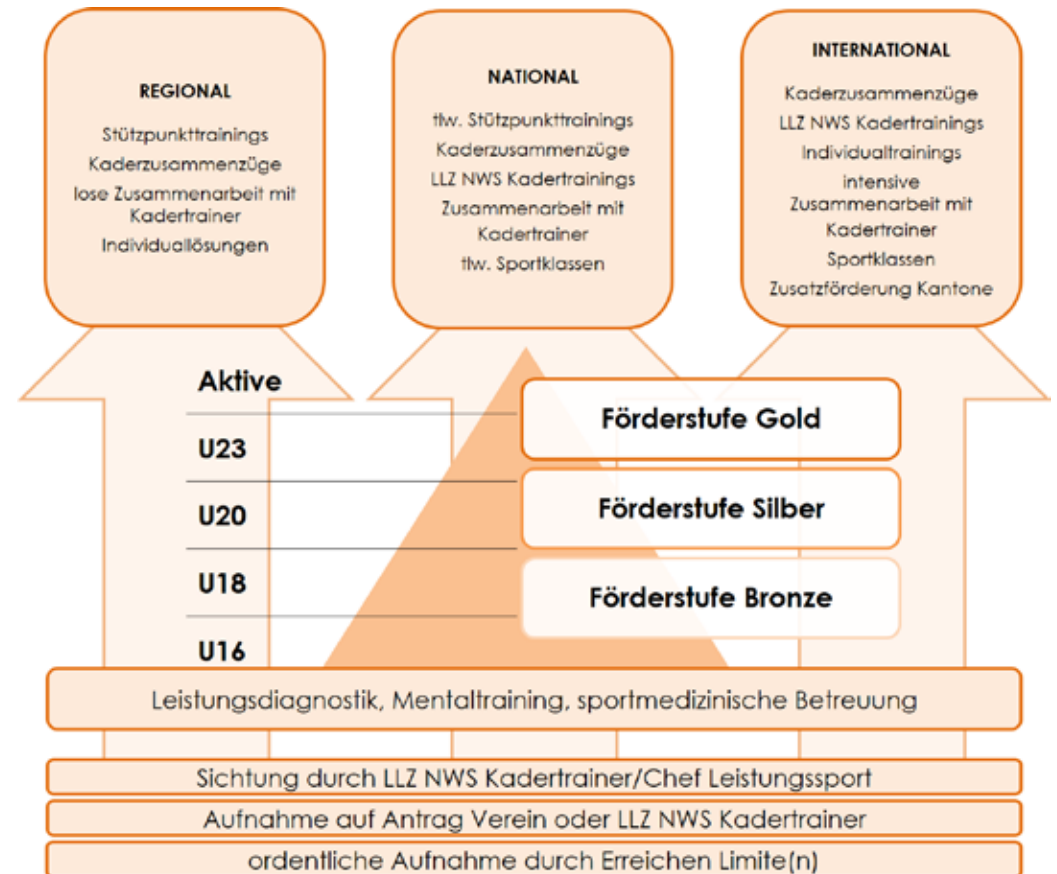 REGIONAL
Stützpunkttrainings
Kaderzusammenzüge
lose Zusammenarbeit mit
Kadertrainer
Individuallösungen
NATIONAL
tlw. Stützpunkttrainings
Kaderzusammenzüge
LLZ NWS Kadertrainings
Zusammenarbeit mit
Kadertrainer
tlw. Sportklassen
INTERNATIONAL
Kaderzusammenzüge
LLZ NWS Kadertrainings
Individualtrainings
intensive
Zusammenarbeit mit
Kadertrainer
Sportklassen
Zusatzförderung Kantone
Aktive
U23
U20
U18
U16
Förderstufe Gold
Förderstufe Silber
Förderstufe Bronze
Leistungsdiagnostik, Mentaltraining, sportmedizinische Betreuung
Sichtung durch LLZ NWS Kadertrainer/Chef Leistungssport
Aufnahme auf Antrag Verein oder LLZ NWS Kadertrainer
ordentliche Aufnahme durch Erreichen Limite(n)